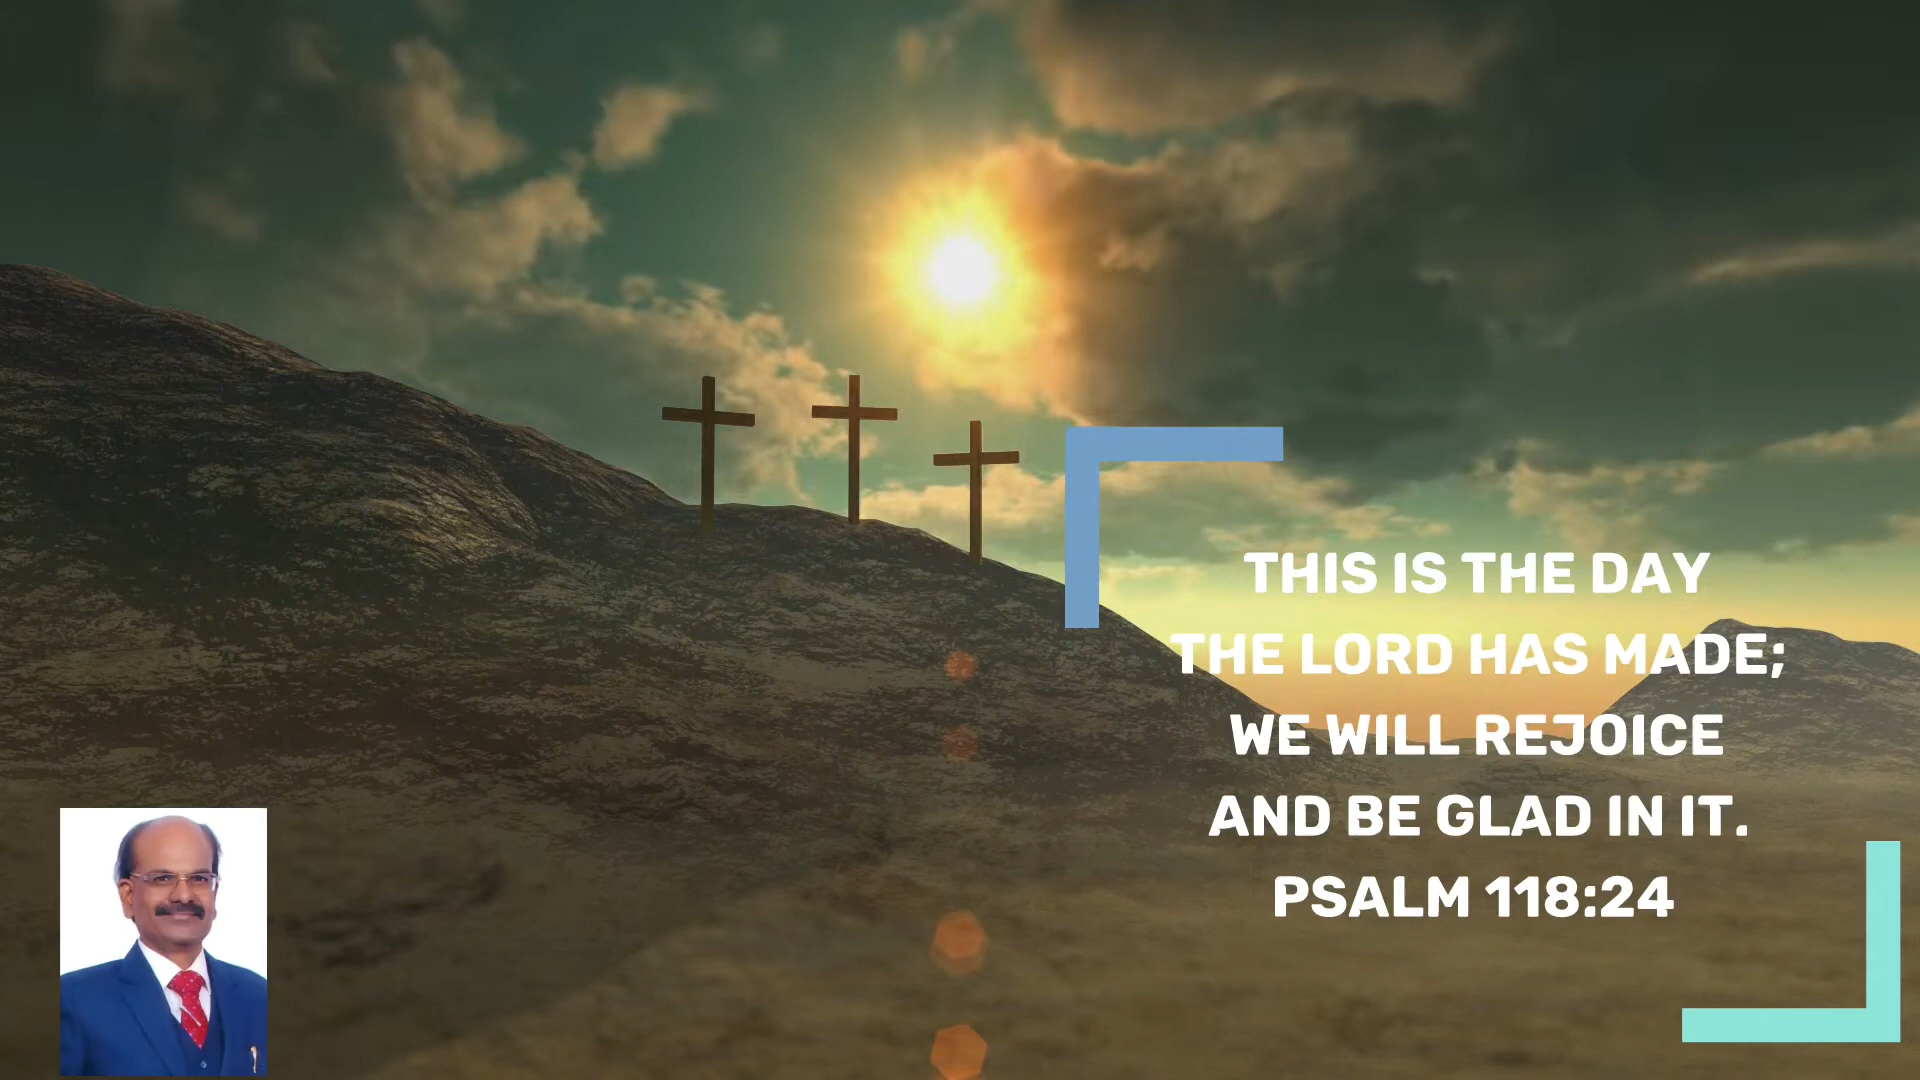 THIS IS THE DAY
THE LORD HAS MADE;
WE WILL REJOICE
AND BE GLAD IN IT.
PSALM 118:24